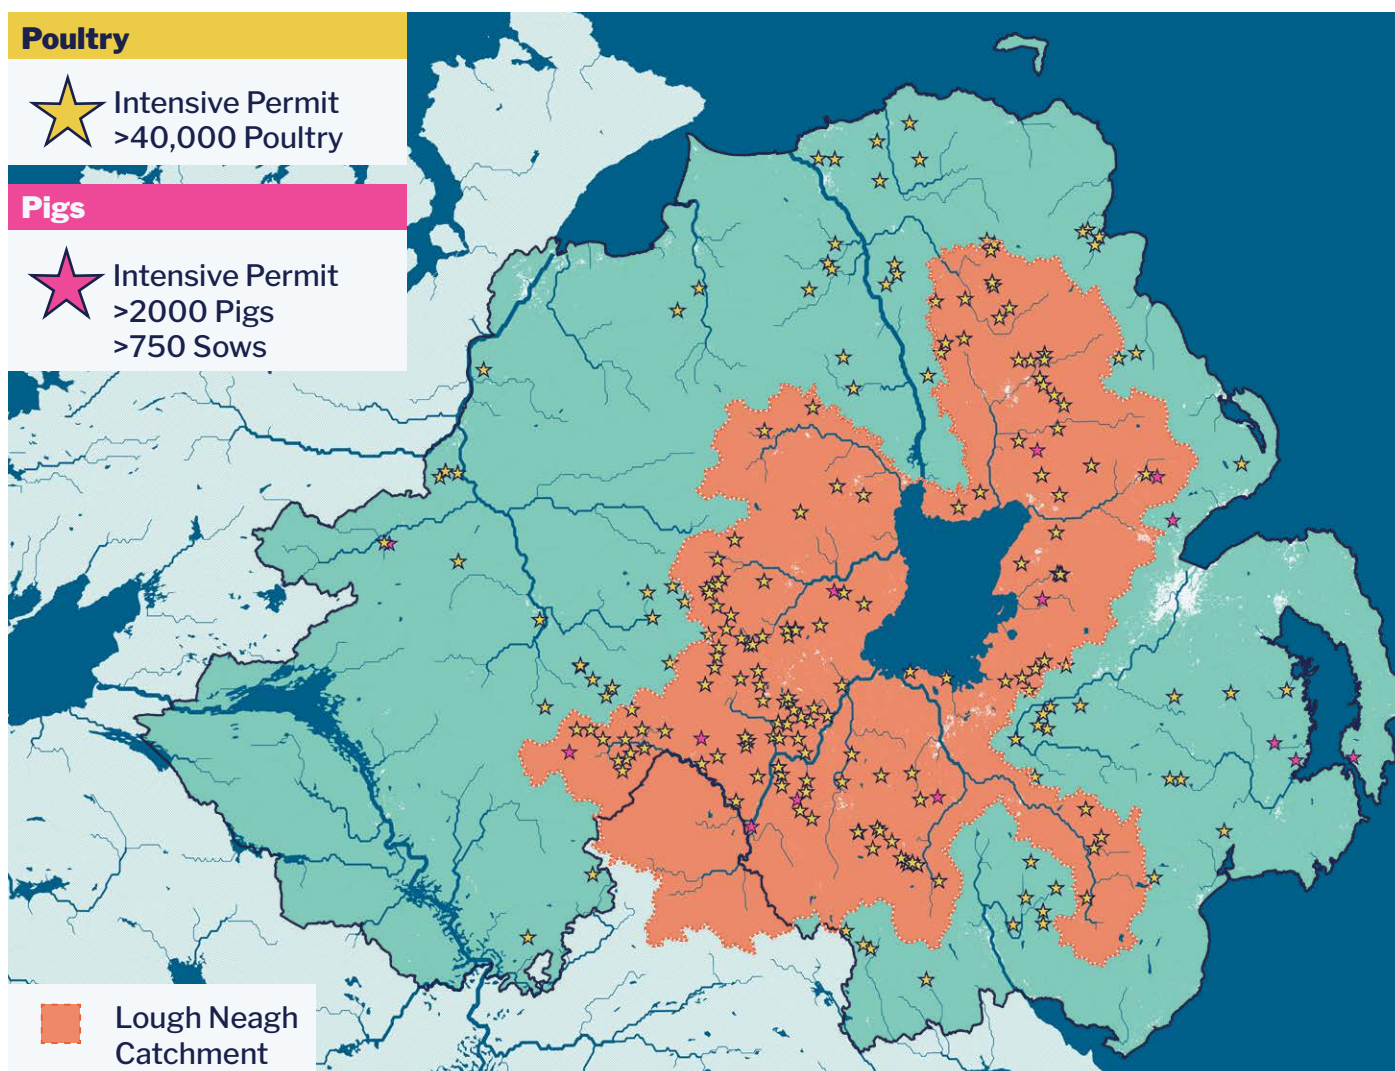 Poultry
Intensive Permit
>40,000 Poultry
Pigs
Intensive Permit
>2000 Pigs
>750 Sows
Lough Neagh
Catchment